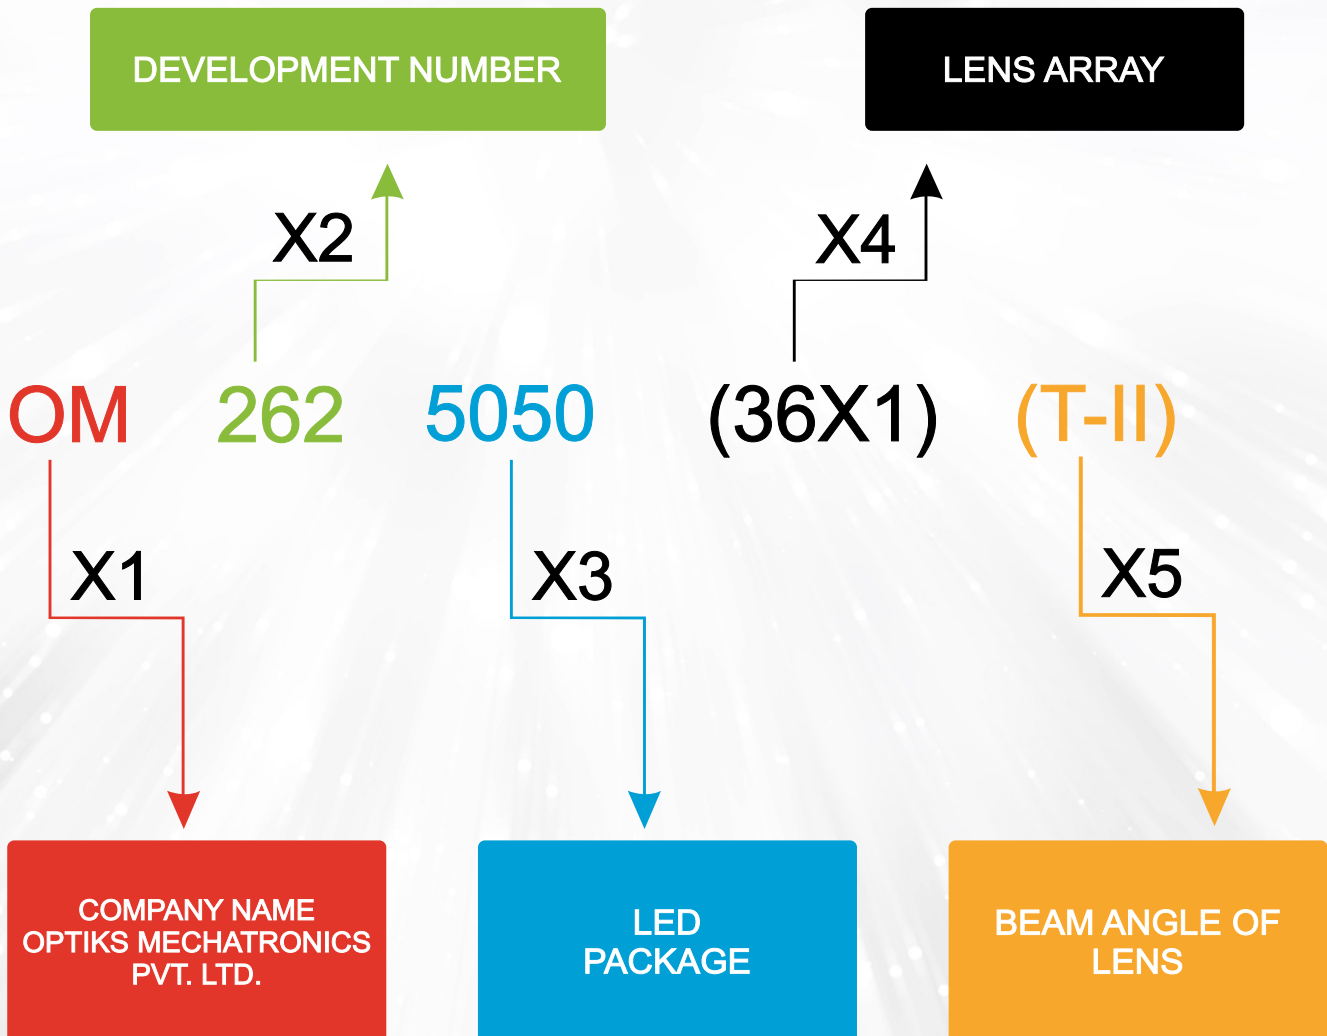 DEVELOPMENT NUMBER
LENS ARRAY
X2
X4
OM 262 5050 (36X1) (T-II)
X1
X3
X5
COMPANY NAME
OPTIKS MECHATRONICS
PVT. LTD.
LED
PACKAGE
BEAM ANGLE OF
LENS